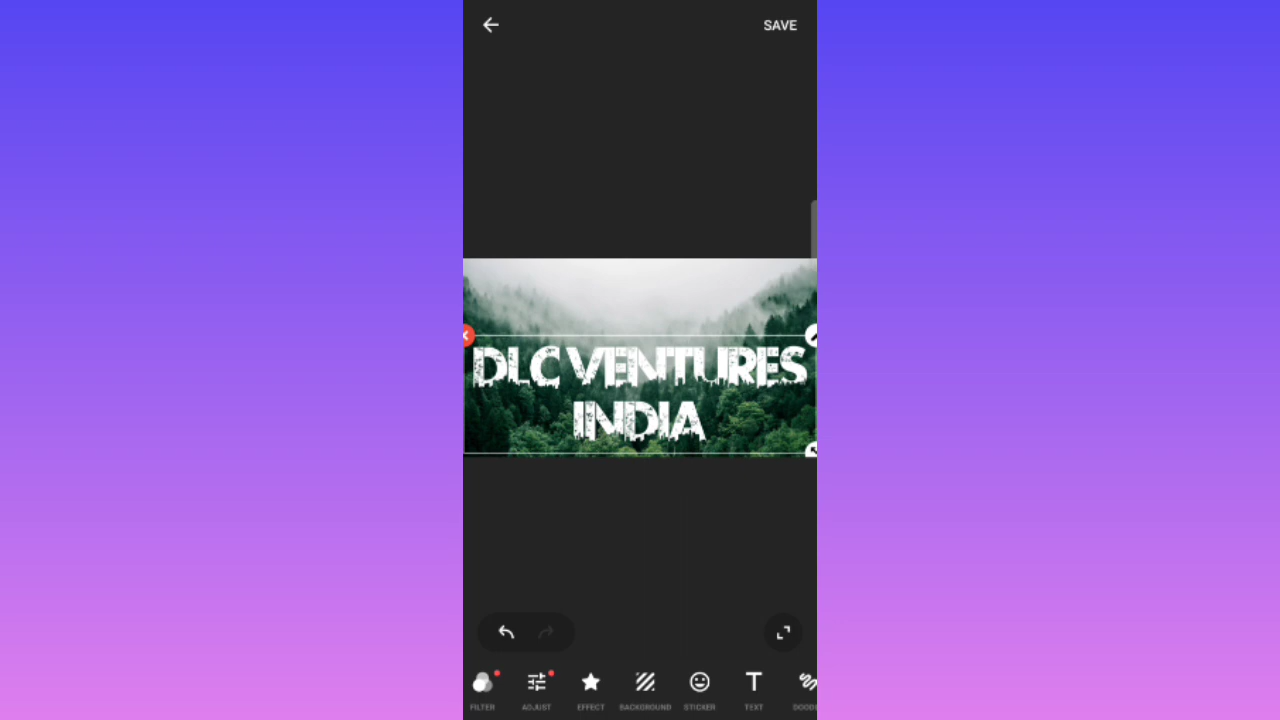 SAVE
DLC VENTURES
INDIA
FILTER
ADJUST
EFFECT
BACKGROUND
STICKER
TEXT